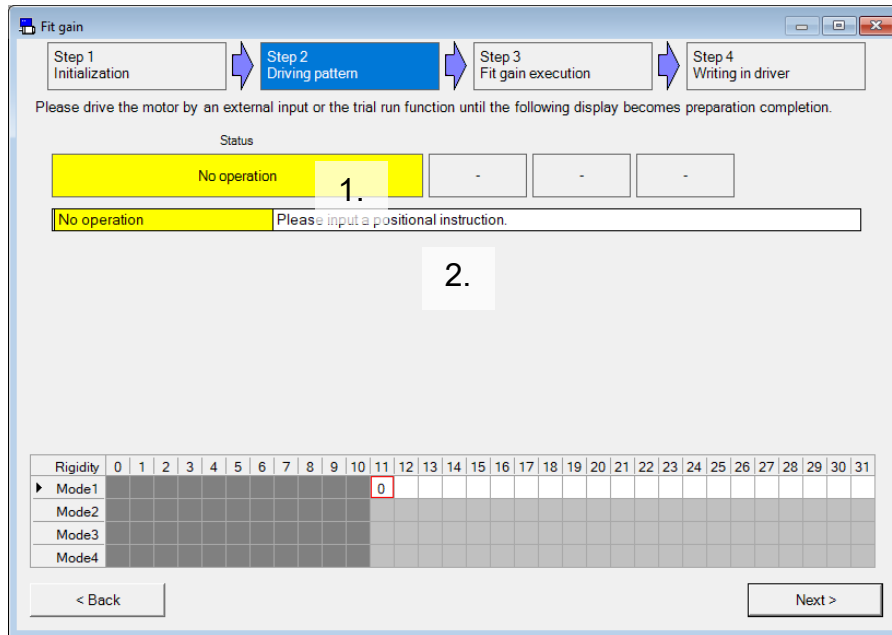 Fit gain
Step 1
Initialization
Step 2
Driving pattern
Step 3
Fit gain execution
Step 4
Writing in driver
Please drive the motor by an external input or the trial run function until the following display becomes preparation completion.
Status
No operation - - -
1.
No operation Please input a positional instruction.
2.
Rigidity 0 1 2 3 4 5 6 7 8 9 10 11 12 13 14 15 16 17 18 19 20 21 22 23 24 25 26 27 28 29 30 31
Mode1 0
Mode2
Mode3
Mode4
< Back Next >